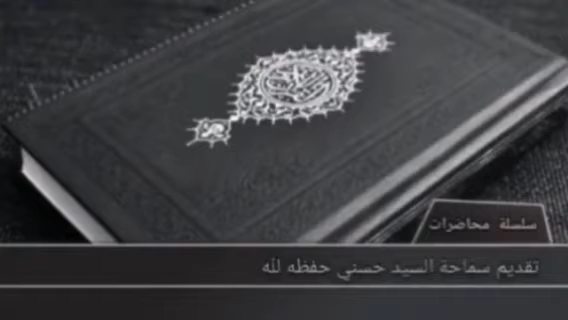 سلسلة محاضرات
تقديم سماحة السيد حسني حفظه لله